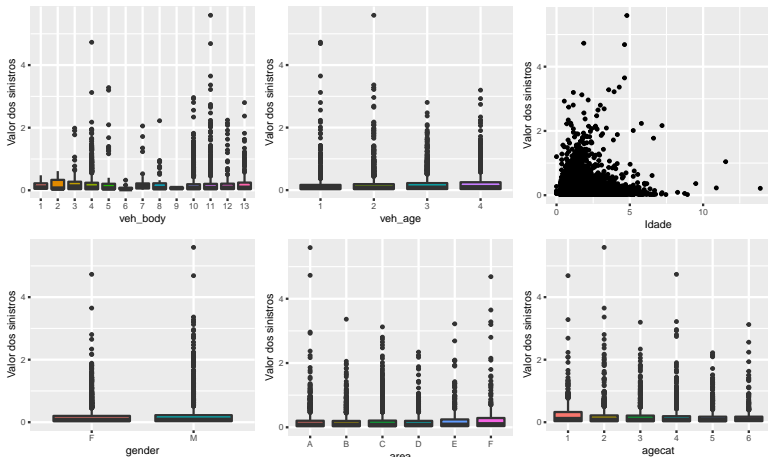 Valor dos sinistros
4
2
0
1 2 3 4 5 6 7 8 9 10 11 12 13
veh_body
Valor dos sinistros
4
2
0
1 2 3 4
veh_age
Valor dos sinistros
4
2
0
0 5 10
Idade
Valor dos sinistros
4
2
0
F M
gender
Valor dos sinistros
4
2
0
A B C D E F
area
Valor dos sinistros
4
2
0
1 2 3 4 5 6
agecat